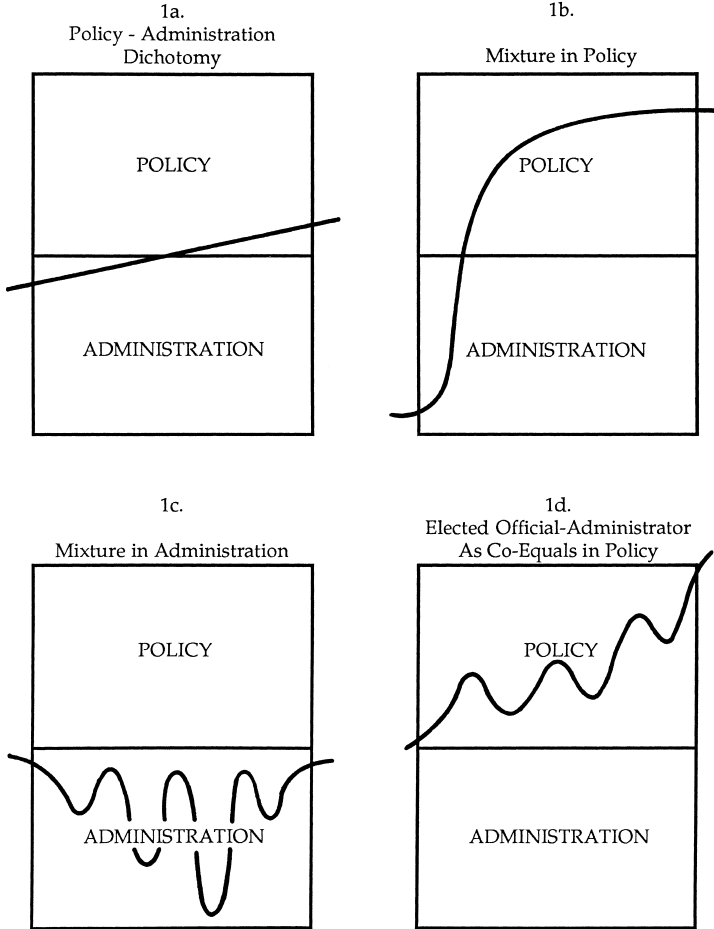 1a.
Policy - Administration
Dichotomy
POLICY
ADMINISTRATION
1b.
Mixture in Policy
POLICY
ADMINISTRATION
1c.
Mixture in Administration
POLICY
ADMINISTRATION
1d.
Elected Official-Administrator
As Co-Equals in Policy
POLICY
ADMINISTRATION